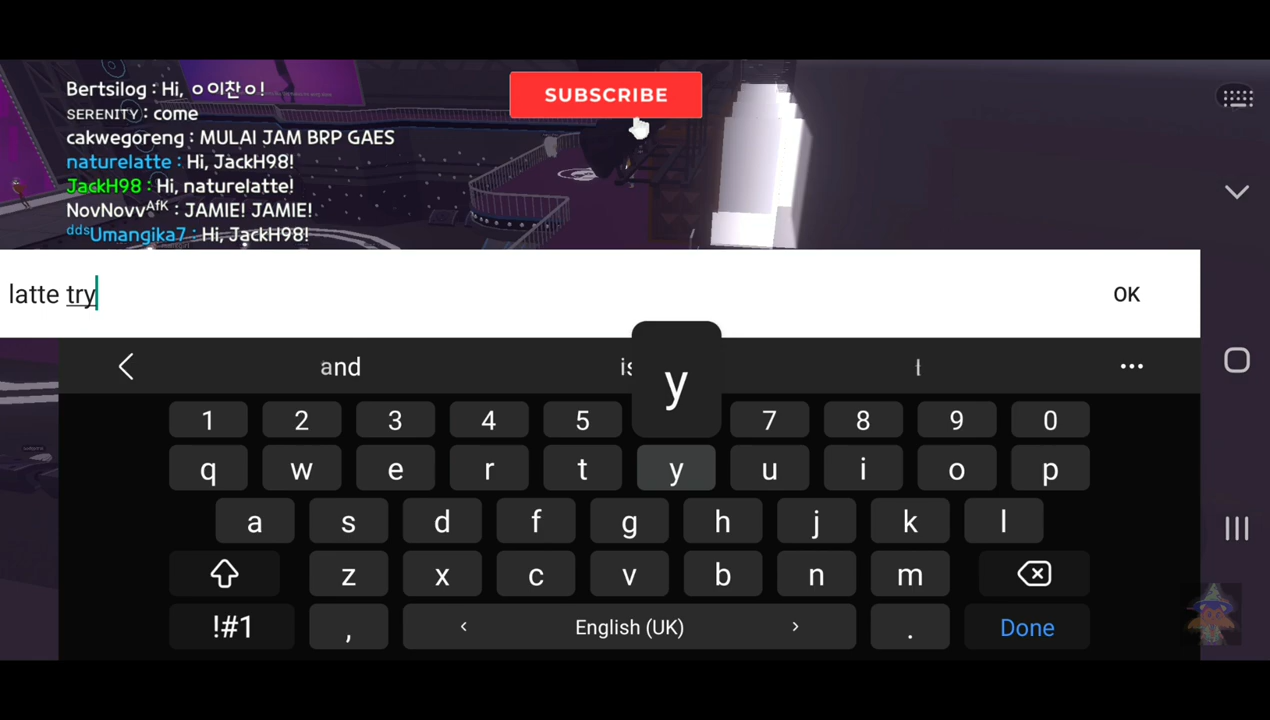 Bertsilog : Hi, ㅇ이찬ㅇ!
SERENITY : come
cakwegoreng : MULAI JAM BRP GAES
naturelatte : Hi, JackH98!
JackH98 : Hi, naturelatte!
NovNovvAfK : JAMIE! JAMIE!
ddsUmangika7 : Hi, JackH98!
SUBSCRIBE
latte try
OK
and is I
y
1 2 3 4 5 7 8 9 0
q w e r t y u i o p
a s d f g h j k l
z x c v b n m
!#1 , < English (UK) > . Done